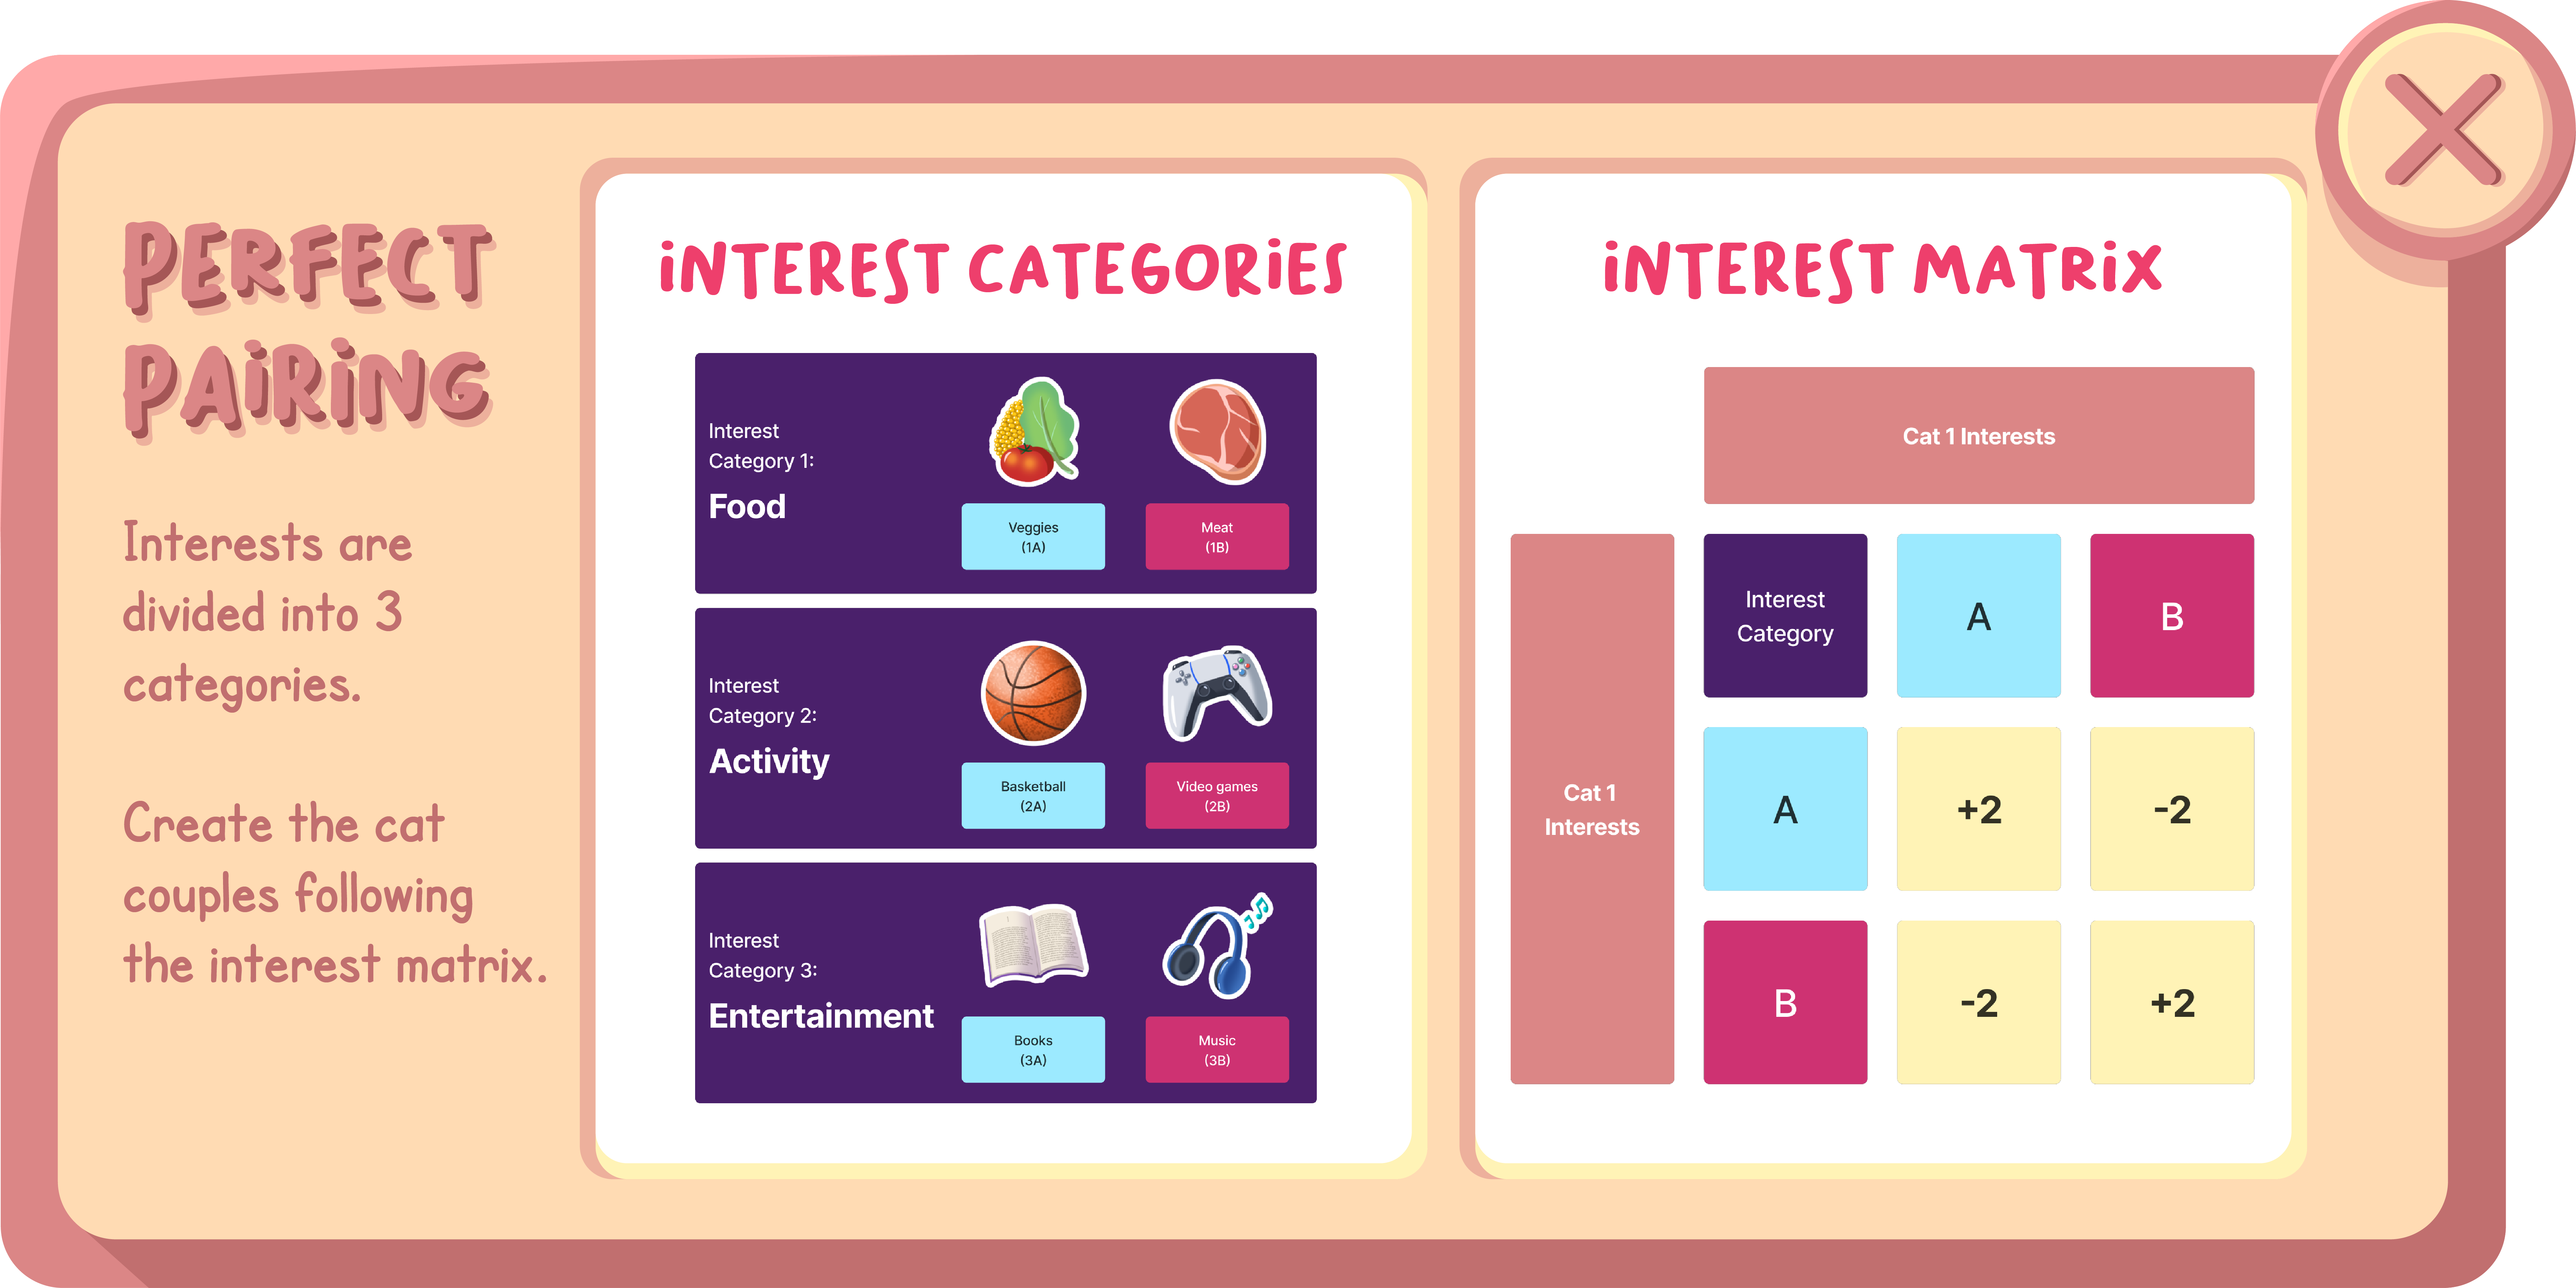 PERFECT
PAIRING
Interests are
divided into 3
categories.
Create the cat
couples following
the interest matrix.
INTEREST CATEGORIES
Interest
Category 1:
Food
Veggies
(1A)
Meat
(1B)
Interest
Category 2:
Activity
Basketball
(2A)
Video games
(2B)
Interest
Category 3:
Entertainment
Books
(3A)
Music
(3B)
INTEREST MATRIX
Cat 1 Interests
Cat 1
Interests
Interest
Category
A
B
A
+2
-2
B
-2
+2